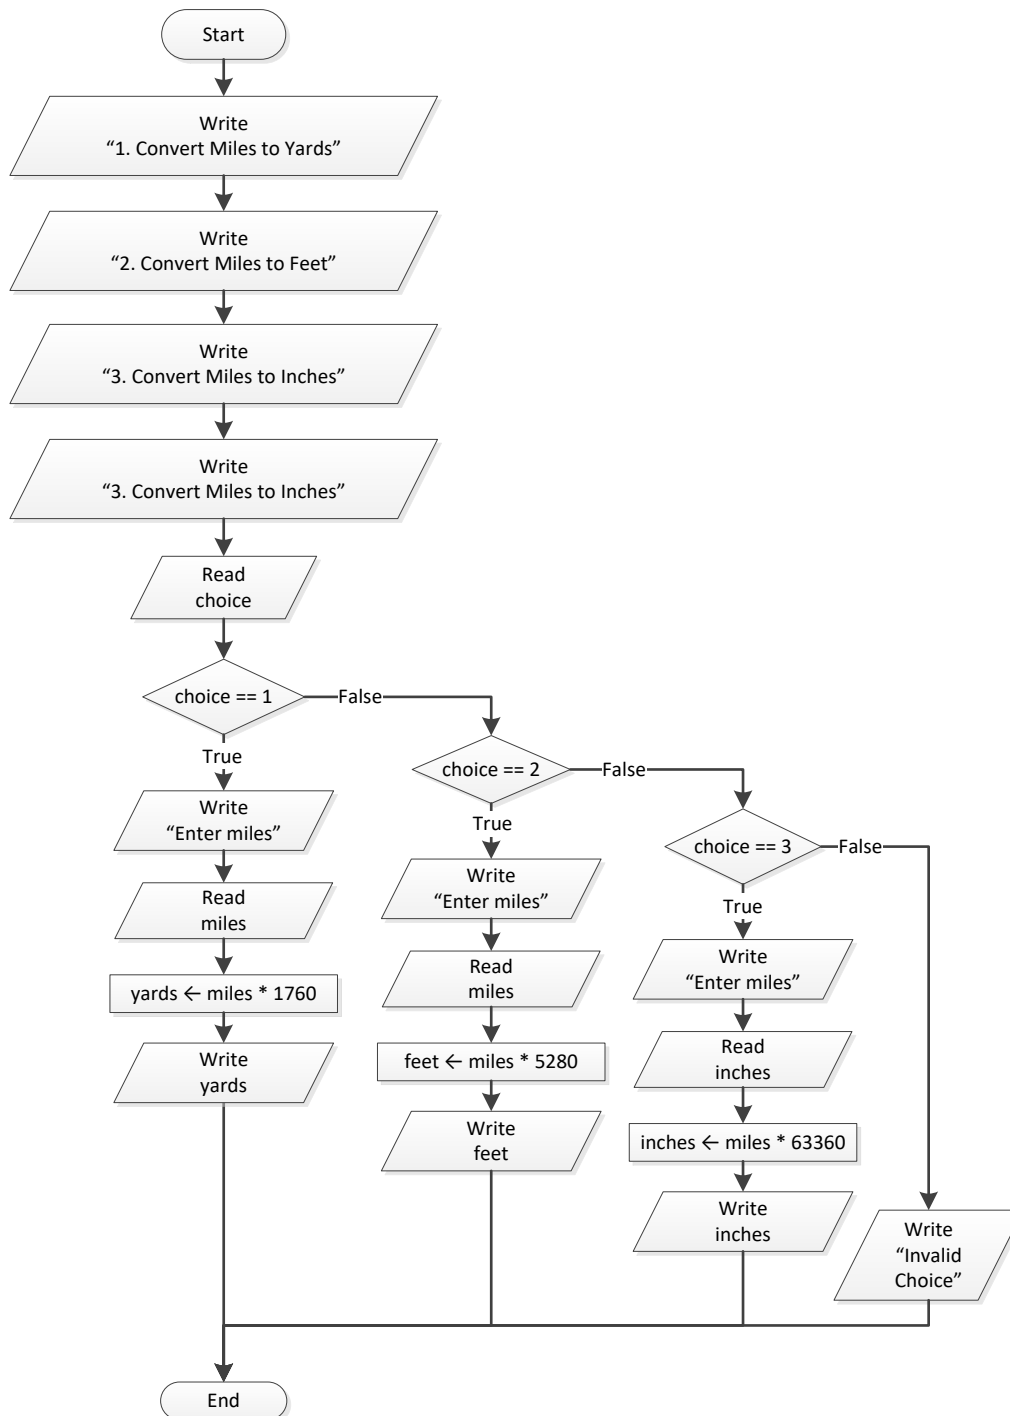 Start
Write
“1. Convert Miles to Yards”
Write
“2. Convert Miles to Feet”
Write
“3. Convert Miles to Inches”
Write
“3. Convert Miles to Inches”
Read
choice
choice == 1
False
True
Write
“Enter miles”
Read
miles
yards ← miles * 1760
Write
yards
choice == 2
False
True
Write
“Enter miles”
Read
miles
feet ← miles * 5280
Write
feet
choice == 3
False
True
Write
“Enter miles”
Read
inches
inches ← miles * 63360
Write
inches
Write
“Invalid
Choice”
End